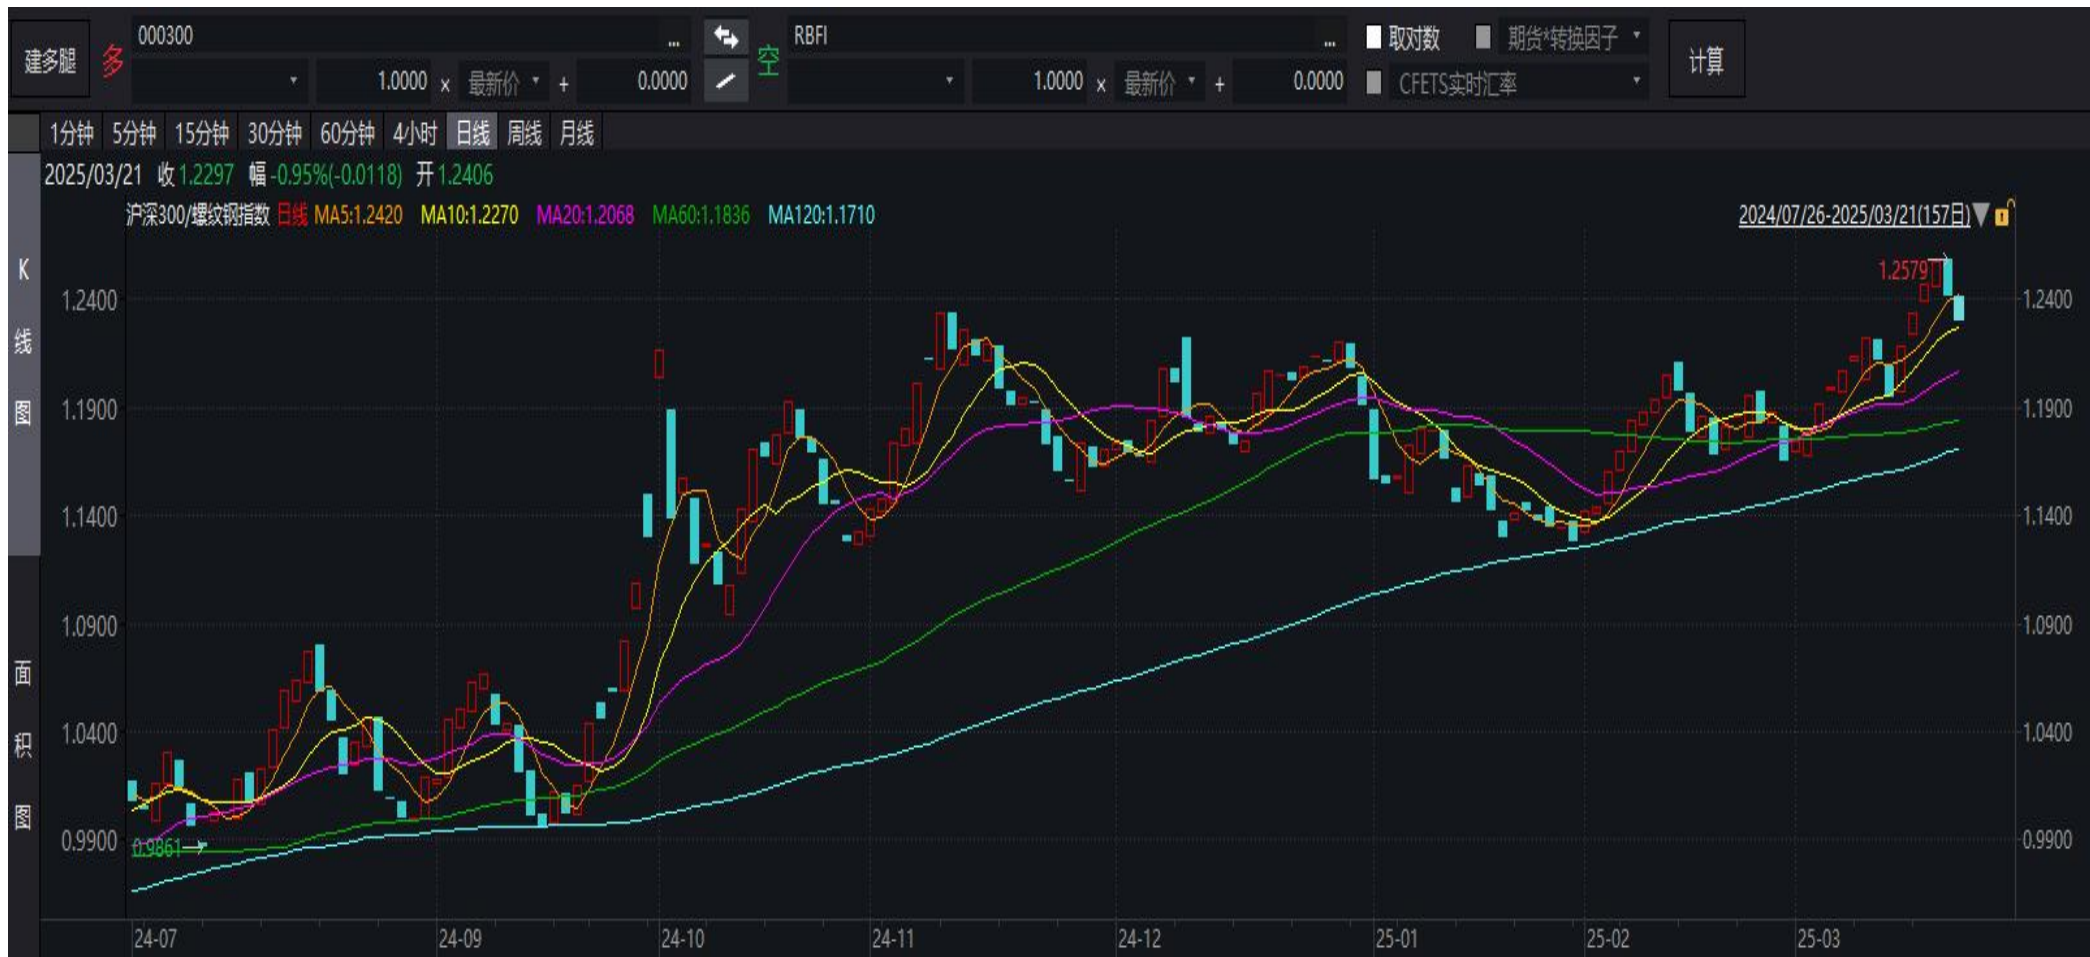 建多腿 多 000300 ... 空 RBFI ... 取对数 期货*转换因子 计算
1.0000 x 最新价 + 0.0000 1.0000 x 最新价 + 0.0000 CFETS实时汇率
1分钟 5分钟 15分钟 30分钟 60分钟 4小时 日线 周线 月线
2025/03/21 收1.2297 幅-0.95%(-0.0118) 开1.2406
沪深300/螺纹钢指数 日线 MA5:1.2420 MA10:1.2270 MA20:1.2068 MA60:1.1836 MA120:1.1710 2024/07/26-2025/03/21(157日)
K
线
图
面
积
图
1.2579
1.2400 1.2400
1.1900 1.1900
1.1400 1.1400
1.0900 1.0900
1.0400 1.0400
0.9900 0.9900
0.9861
24-07 24-09 24-10 24-11 24-12 25-01 25-02 25-03